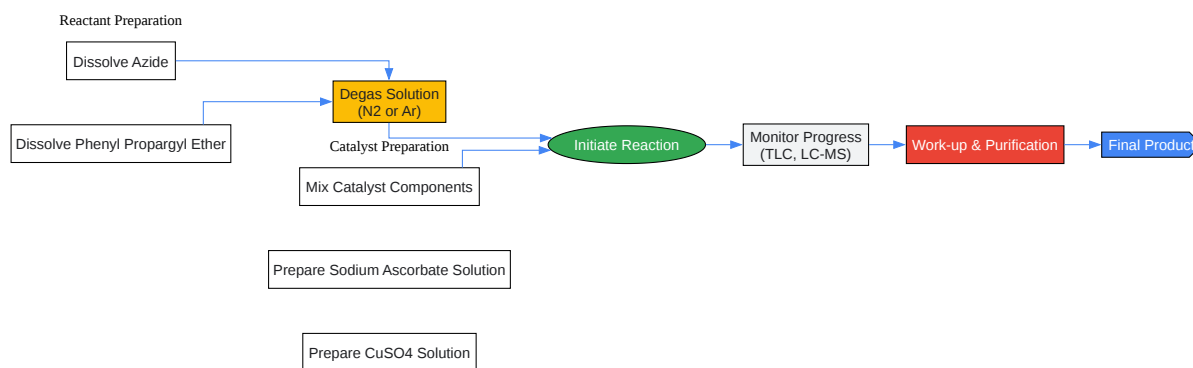 Reactant Preparation
Dissolve Azide
Degas Solution
(N2 or Ar)
Dissolve Phenyl Propargyl Ether
Catalyst Preparation
Initiate Reaction
Monitor Progress
(TLC, LC-MS)
Work-up & Purification
Final Product
Mix Catalyst Components
Prepare Sodium Ascorbate Solution
Prepare CuSO4 Solution